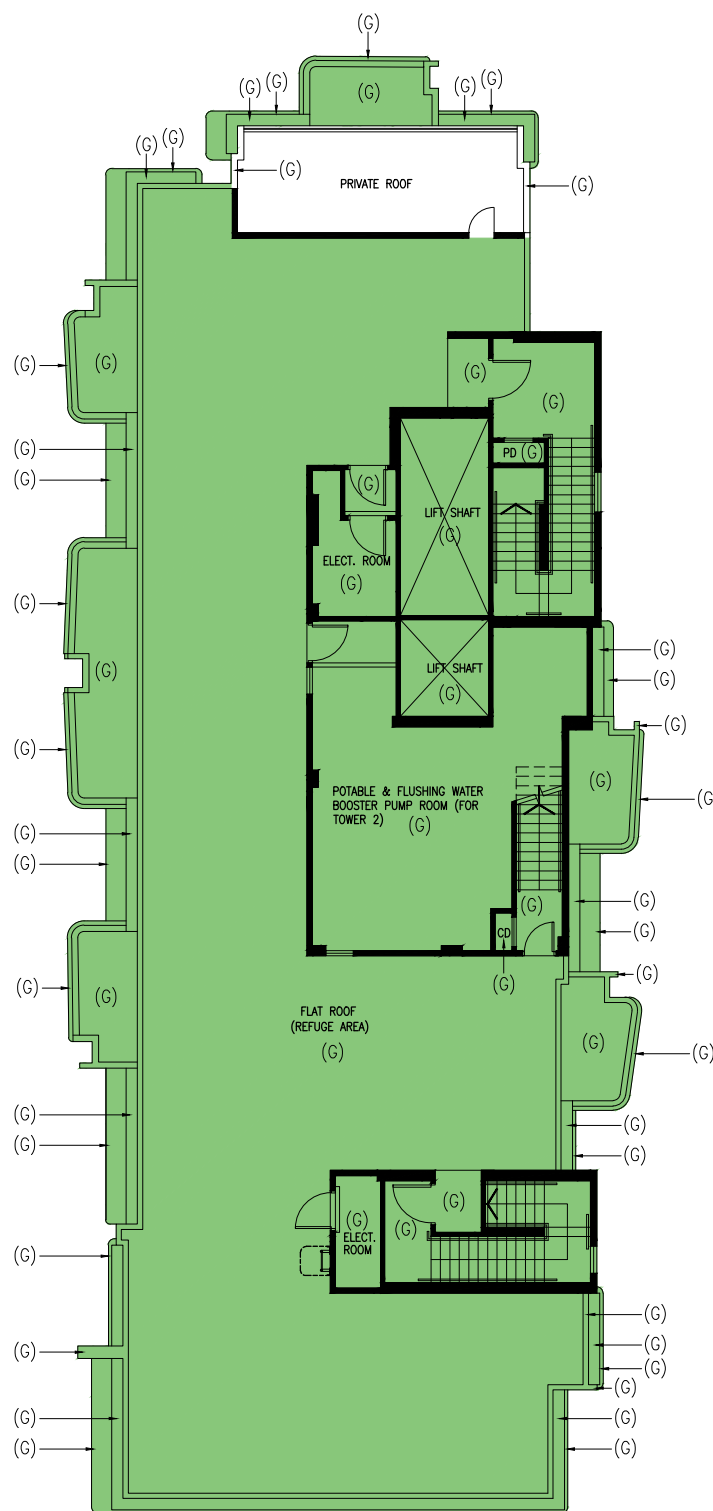 (G)
(G)
(G)
(G)
(G)
(G)
(G)
(G)
(G)
PRIVATE ROOF
(G)
(G)
(G)
(G)
(G)
(G)
(G)
PD (G)
(G)
(G)
LIFT SHAFT
(G)
ELECT. ROOM
(G)
(G)
(G)
(G)
LIFT SHAFT
(G)
(G)
(G)
(G)
(G)
POTABLE & FLUSHING WATER
BOOSTER PUMP ROOM (FOR
TOWER 2)
(G)
(G)
(G)
(G)
(G)
(G)
CD
(G)
(G)
(G)
(G)
(G)
FLAT ROOF
(REFUGE AREA)
(G)
(G)
(G)
(G)
(G)
(G)
(G)
(G)
(G)
(G)
ELECT.
ROOM
(G)
(G)
(G)
(G)
(G)
(G)
(G)
(G)
(G)
(G)